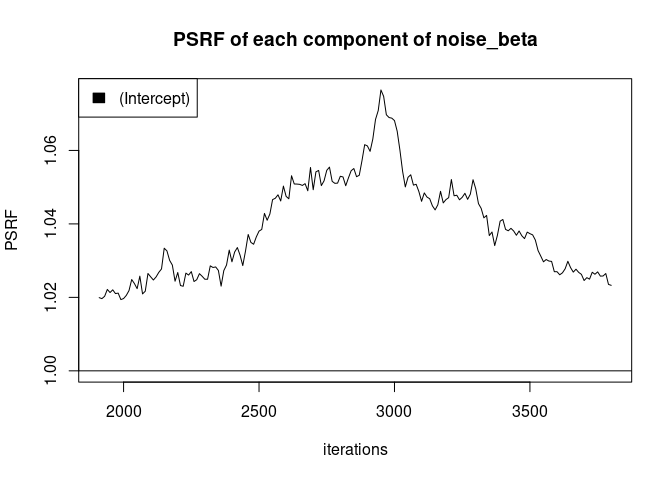 PSRF of each component of noise_beta
(Intercept)
PSRF
1.06
1.04
1.02
1.00
2000 2500 3000 3500
iterations